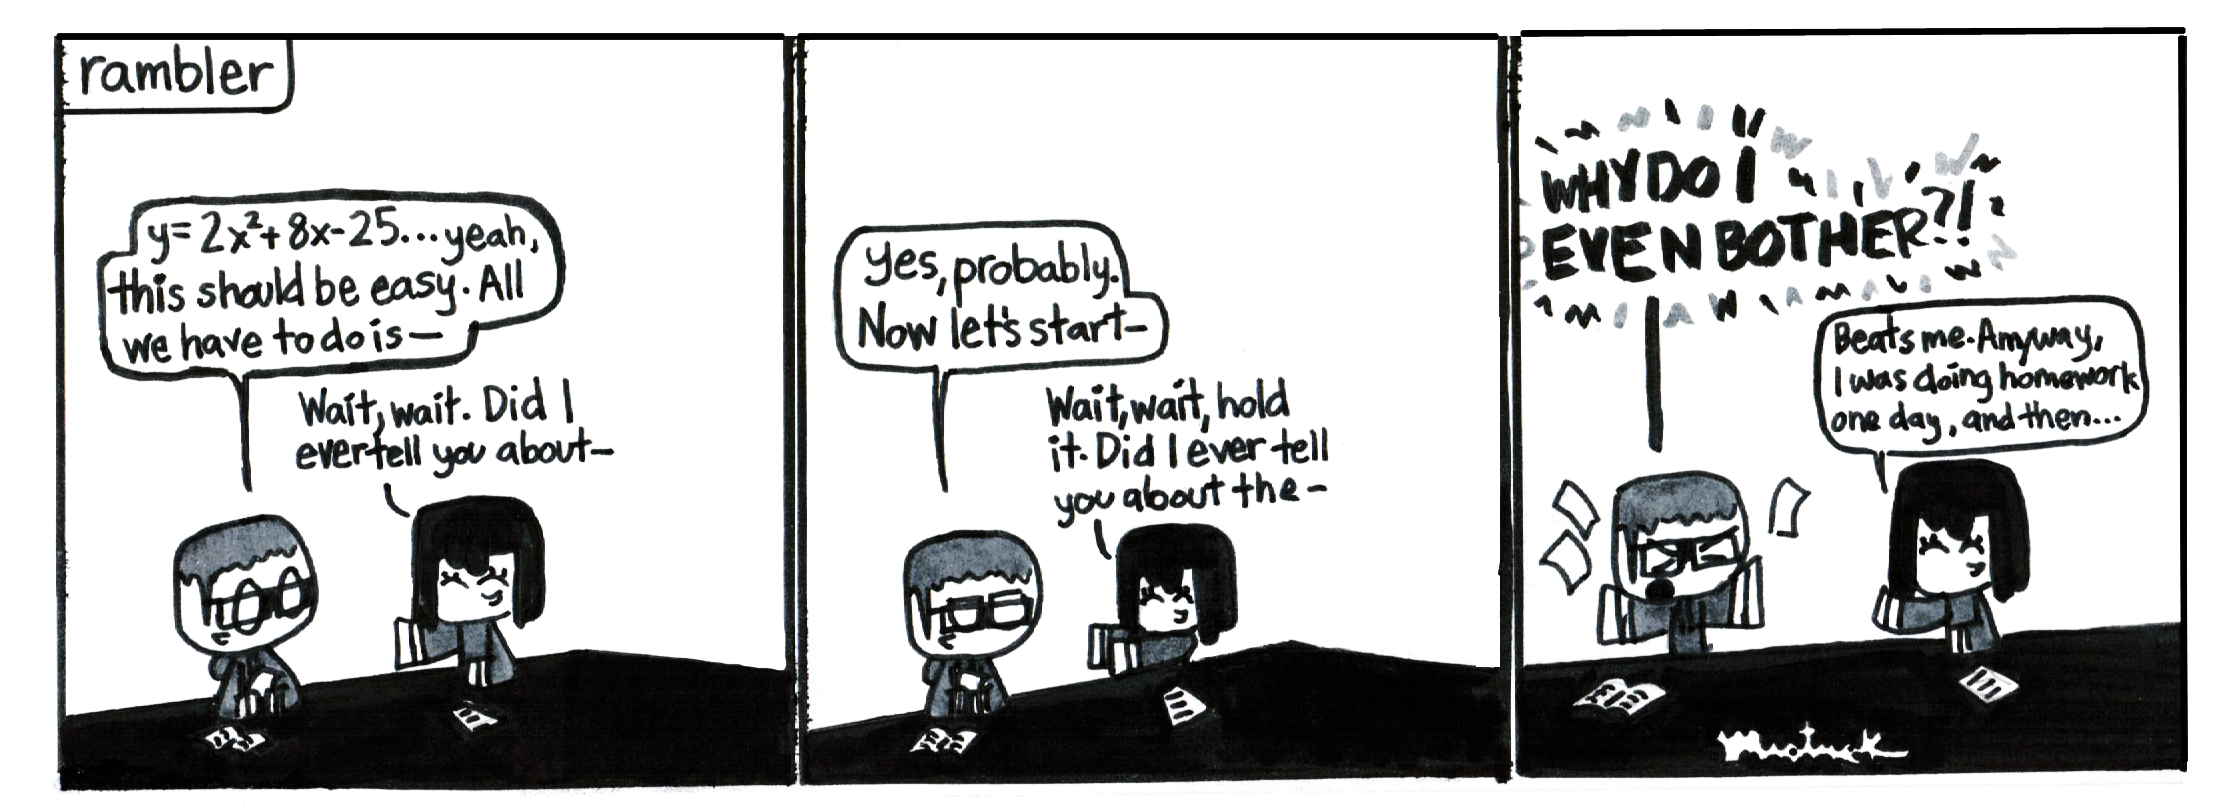 rambler
y=2x²+8x-25...yeah,
this should be easy. All
we have to do is—
Wait, wait. Did I
ever tell you about—
Yes, probably.
Now let's start—
Wait, wait, hold
it. Did I ever tell
you about the—
WHY DO I
EVEN BOTHER?!
Beats me. Anyway,
I was doing homework
one day, and then...